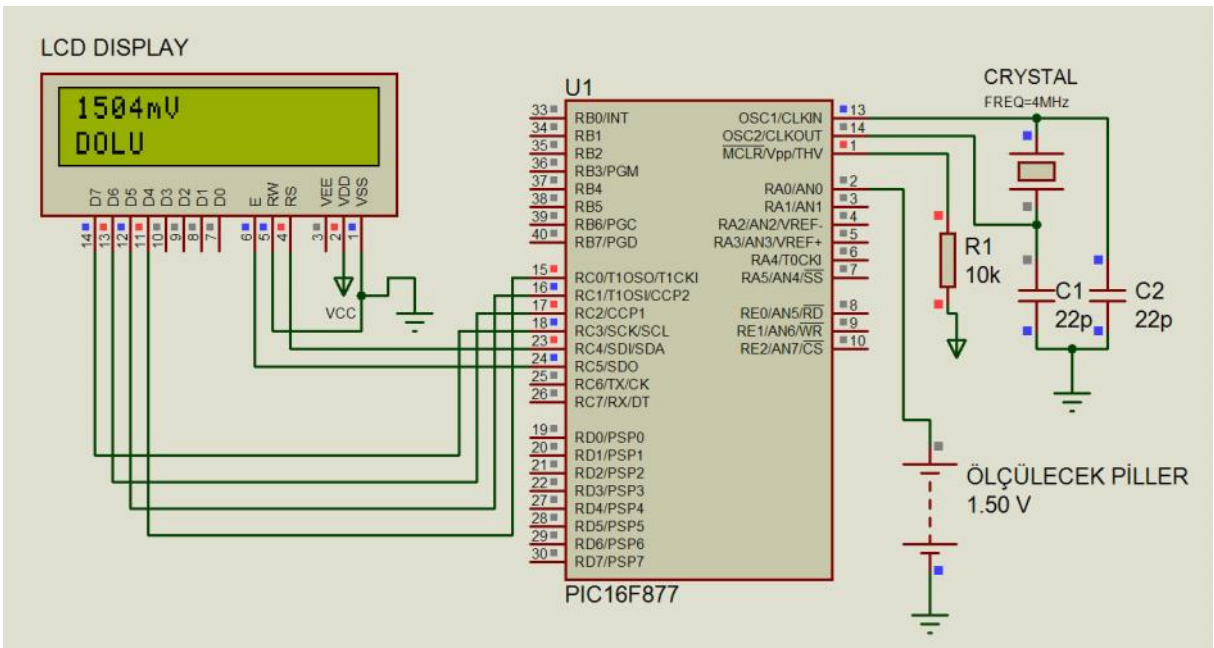 LCD DISPLAY
1504mV
DOLU
D7 D6 D5 D4 D3 D2 D1 D0 E RW RS VEE VDD VSS
14 13 12 11 10 9 8 7 6 5 4 3 2 1
VCC
U1
33 RB0/INT
34 RB1
35 RB2
36 RB3/PGM
37 RB4
38 RB5
39 RB6/PGC
40 RB7/PGD
15 RC0/T1OSO/T1CKI
16 RC1/T1OSI/CCP2
17 RC2/CCP1
18 RC3/SCK/SCL
23 RC4/SDI/SDA
24 RC5/SDO
25 RC6/TX/CK
26 RC7/RX/DT
19 RD0/PSP0
20 RD1/PSP1
21 RD2/PSP2
22 RD3/PSP3
27 RD4/PSP4
28 RD5/PSP5
29 RD6/PSP6
30 RD7/PSP7
OSC1/CLKIN 13
OSC2/CLKOUT 14
MCLR/Vpp/THV 1
RA0/AN0 2
RA1/AN1 3
RA2/AN2/VREF- 4
RA3/AN3/VREF+ 5
RA4/T0CKI 6
RA5/AN4/SS 7
RE0/AN5/RD 8
RE1/AN6/WR 9
RE2/AN7/CS 10
PIC16F877
CRYSTAL
FREQ=4MHz
R1
10k
C1
22p
C2
22p
ÖLÇÜLECEK PİLLER
1.50 V